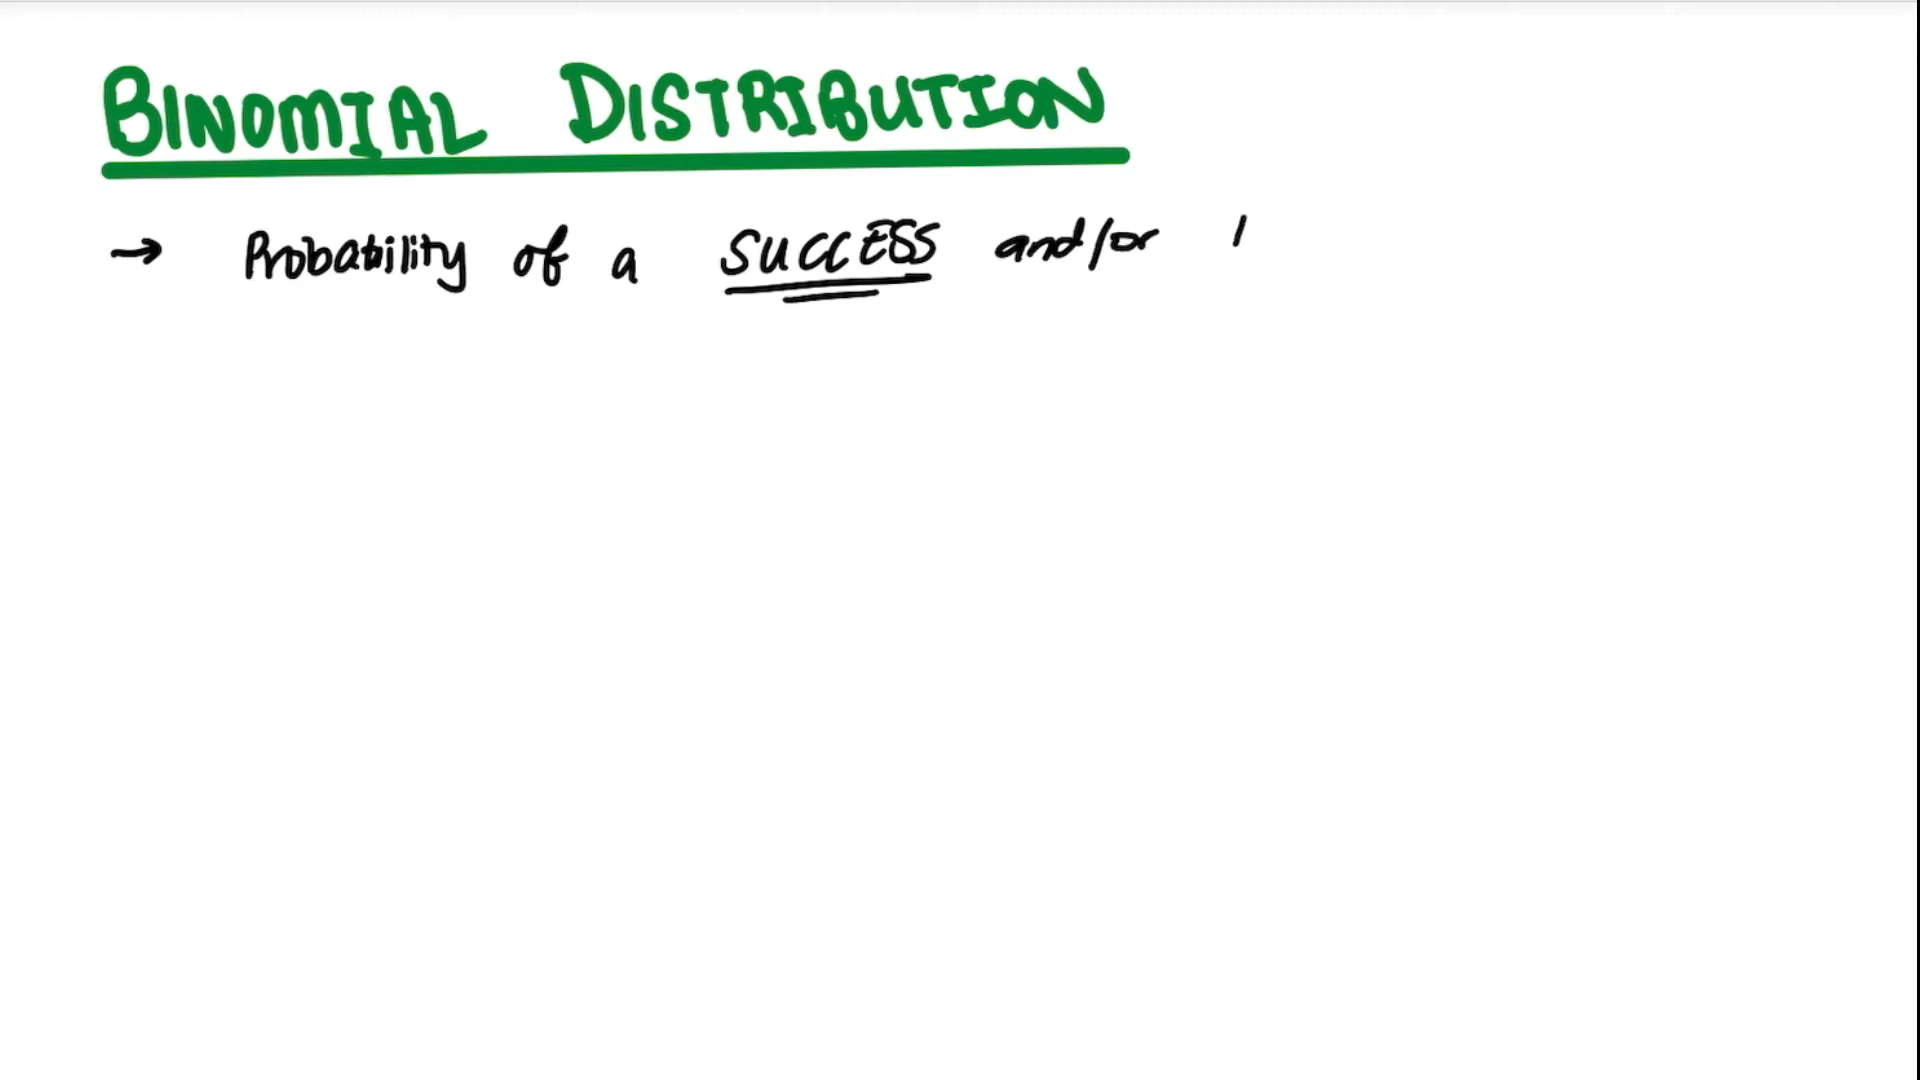 BINOMIAL DISTRIBUTION
→ Probability of a SUCCESS and/or